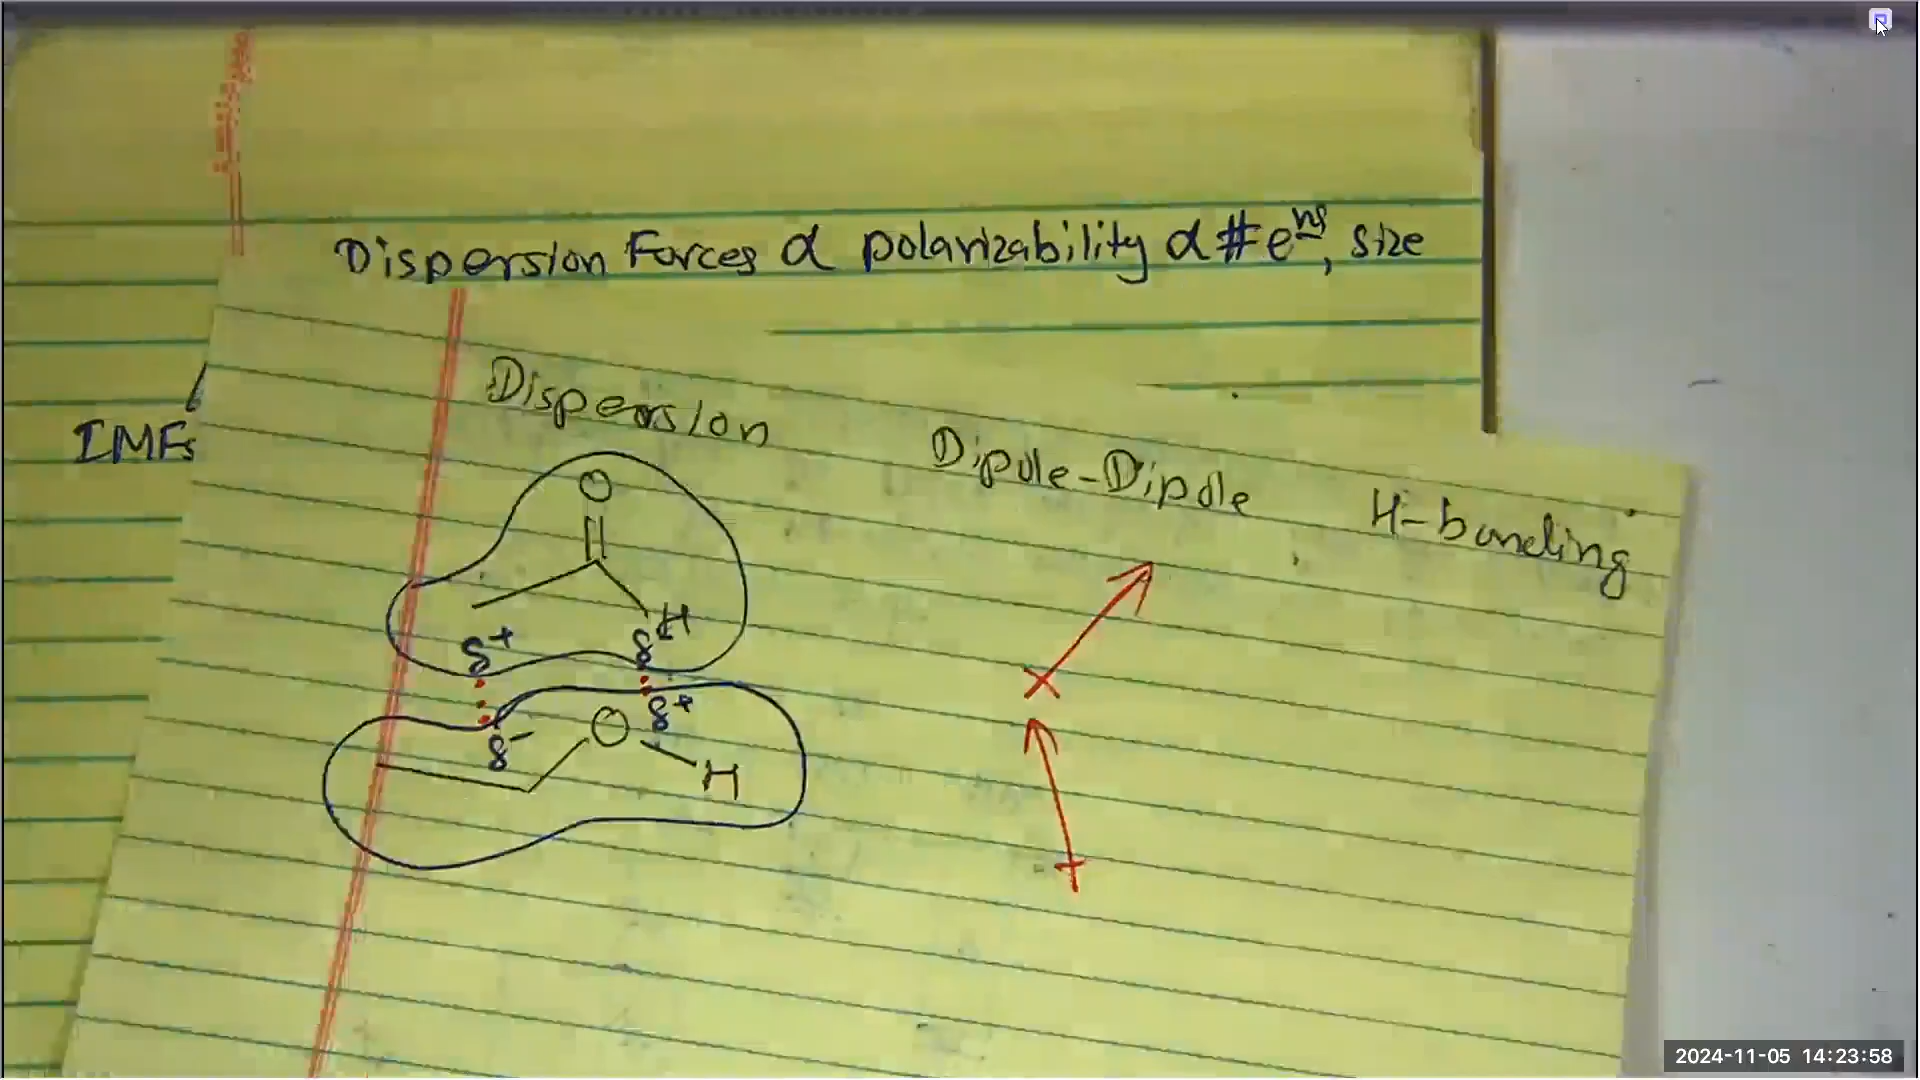 Dispersion Forces α polarizability α #e^ns, size
IMFs
Dispersion
Dipole-Dipole
H-bonding
O
H
δ+
δ-
δ-
δ+
O
H
2024-11-05 14:23:58